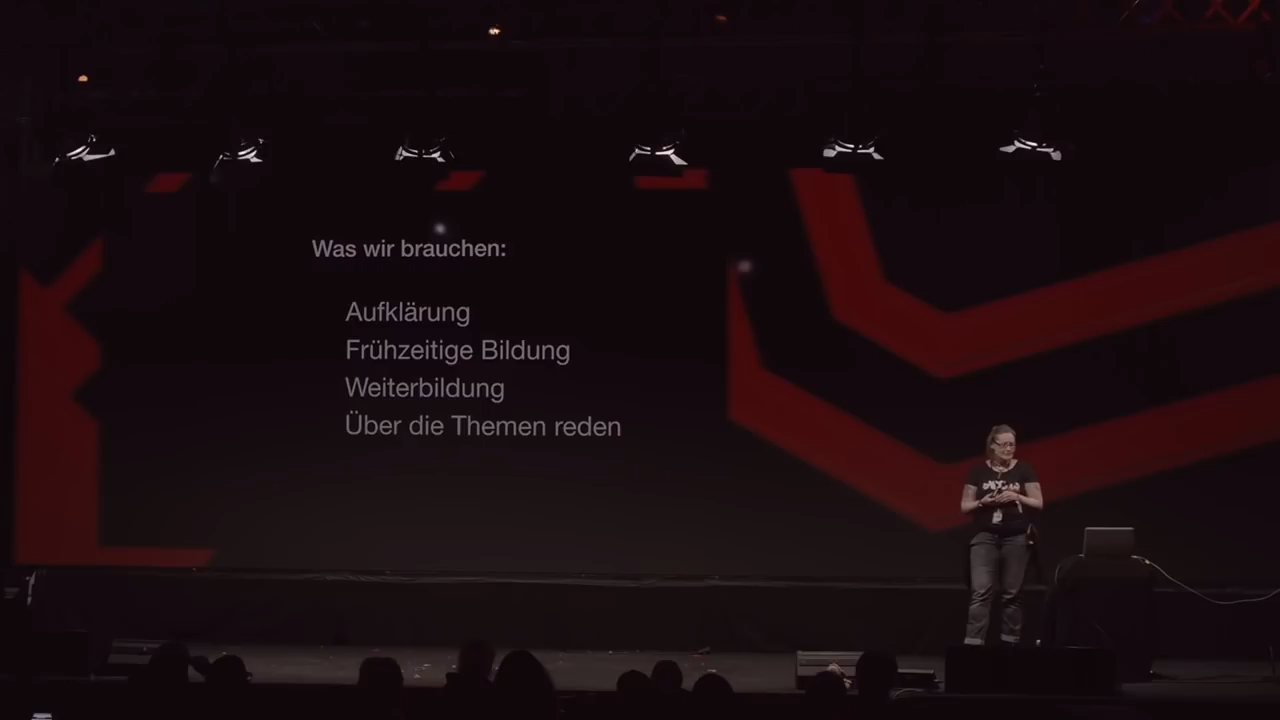 Was wir brauchen:
Aufklärung
Frühzeitige Bildung
Weiterbildung
Über die Themen reden